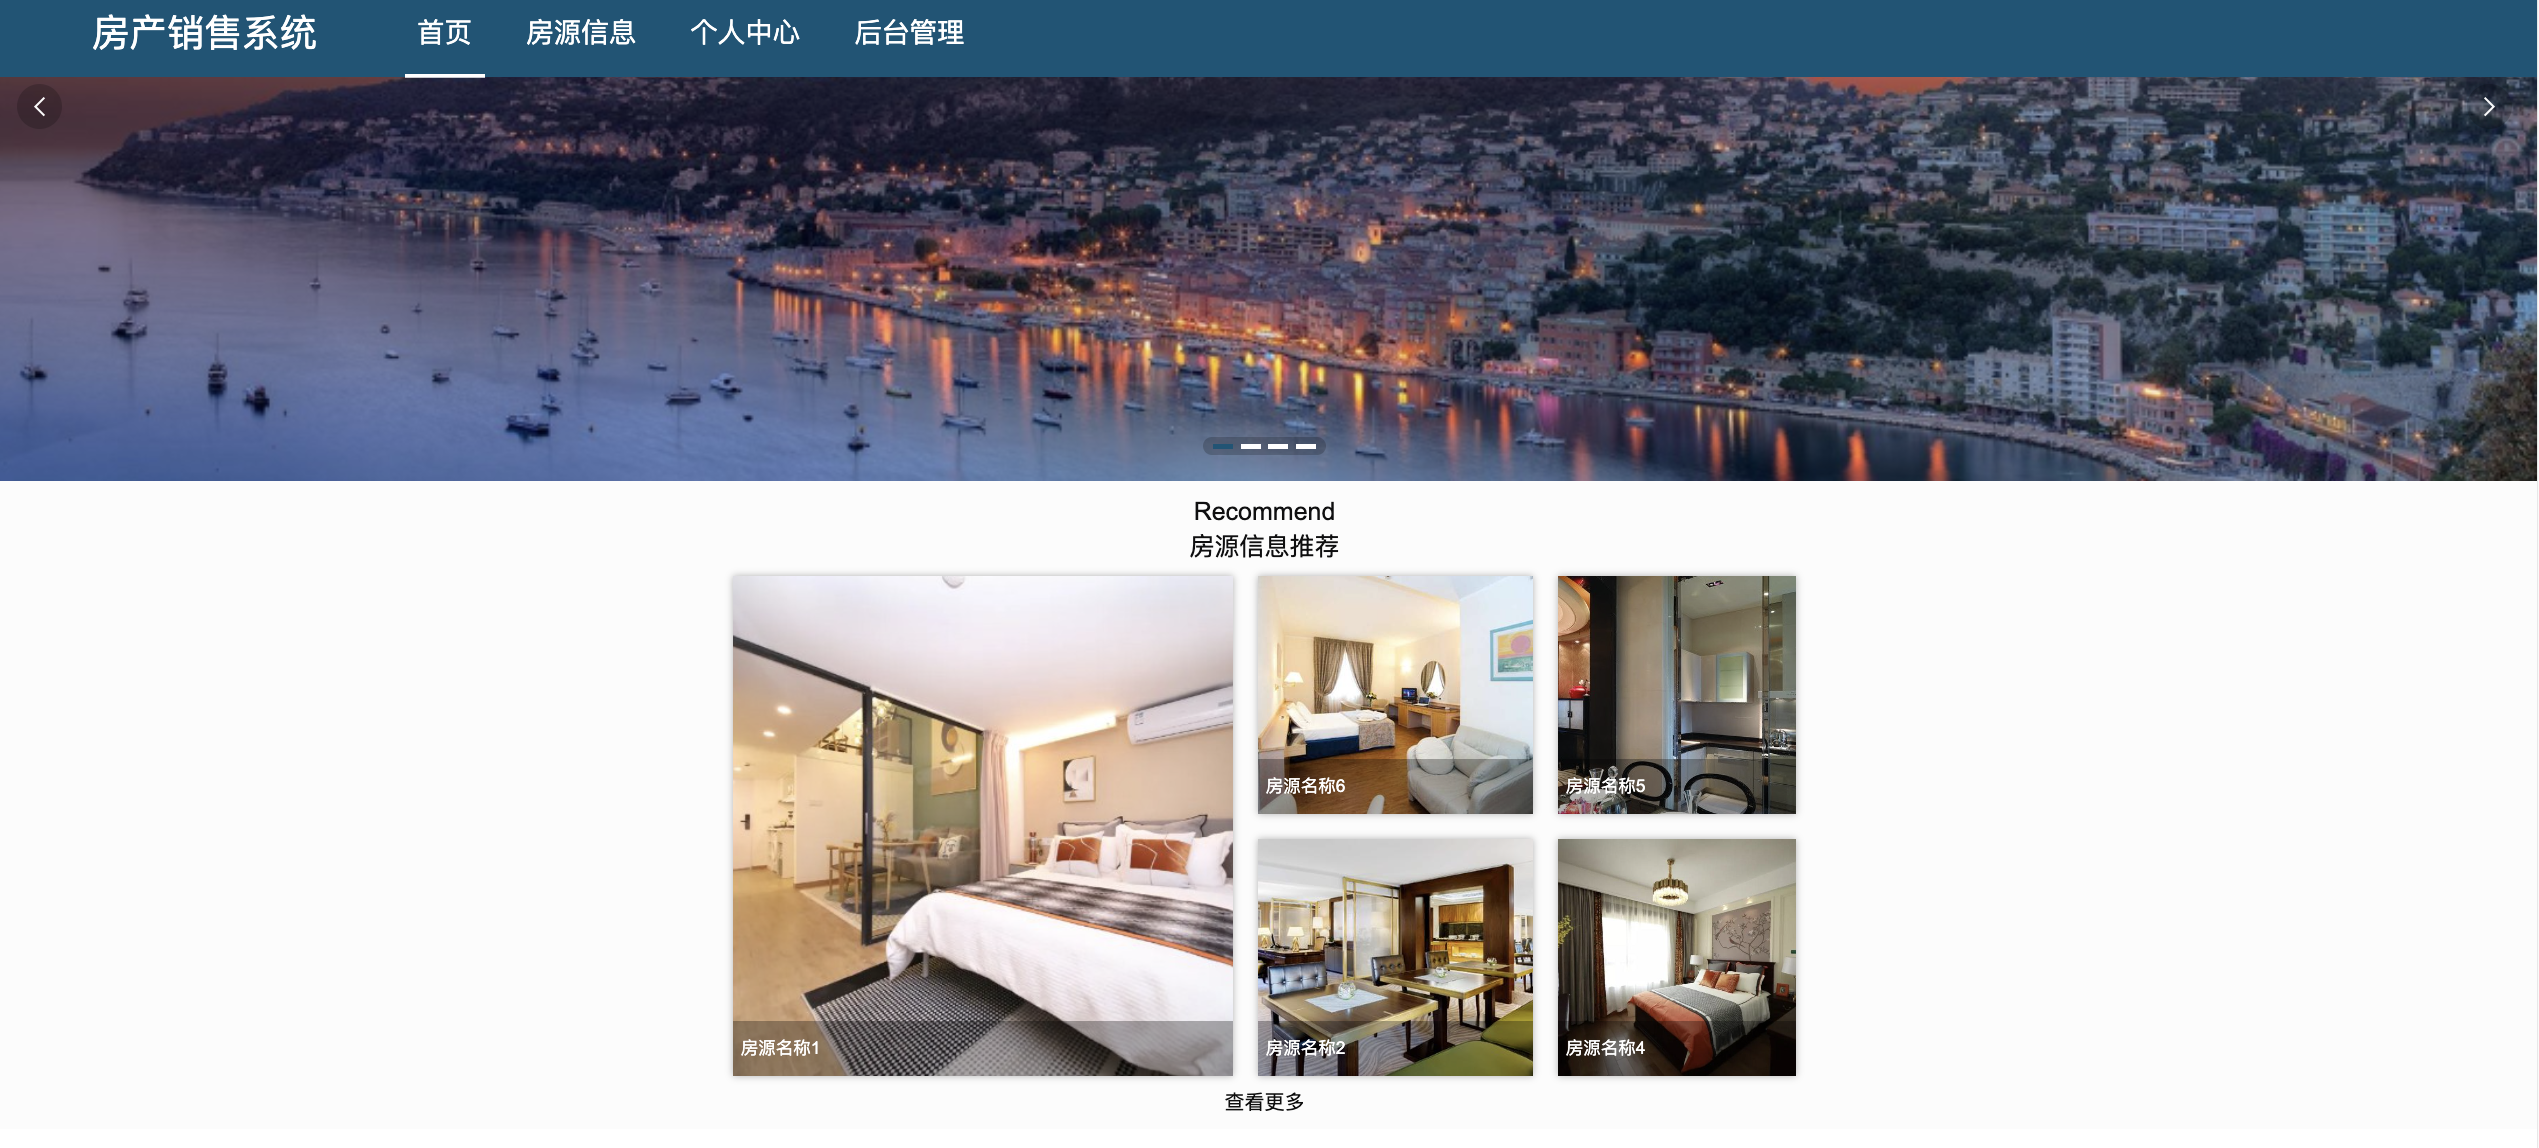 房产销售系统 首页 房源信息 个人中心 后台管理
Recommend
房源信息推荐
房源名称1
房源名称6
房源名称5
房源名称2
房源名称4
查看更多